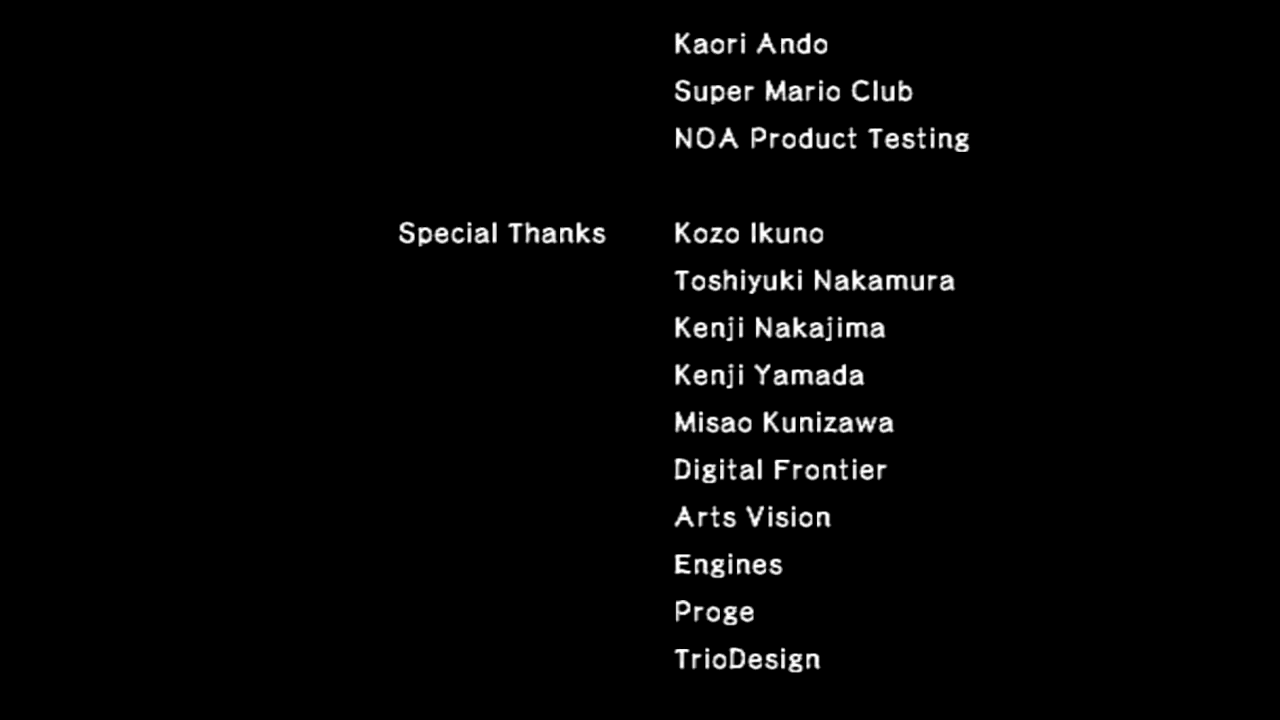 Kaori Ando
Super Mario Club
NOA Product Testing
Special Thanks Kozo Ikuno
Toshiyuki Nakamura
Kenji Nakajima
Kenji Yamada
Misao Kunizawa
Digital Frontier
Arts Vision
Engines
Proge
TrioDesign